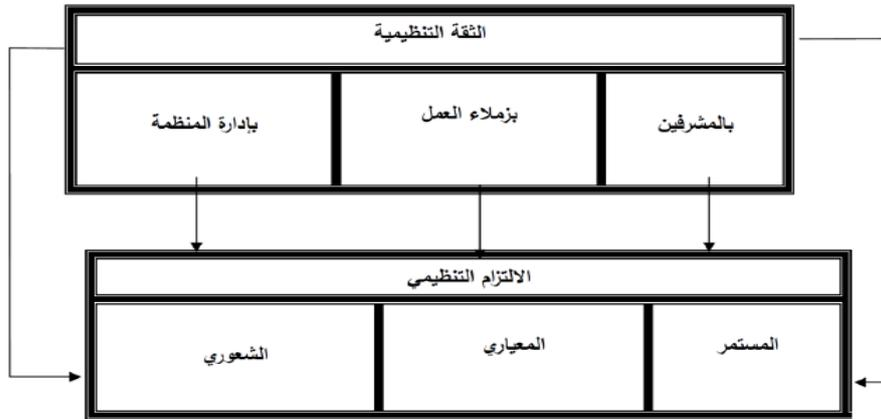 الثقة التنظيمية
بالمشرفين
بزملاء العمل
بإدارة المنظمة
الالتزام التنظيمي
المستمر
المعياري
الشعوري